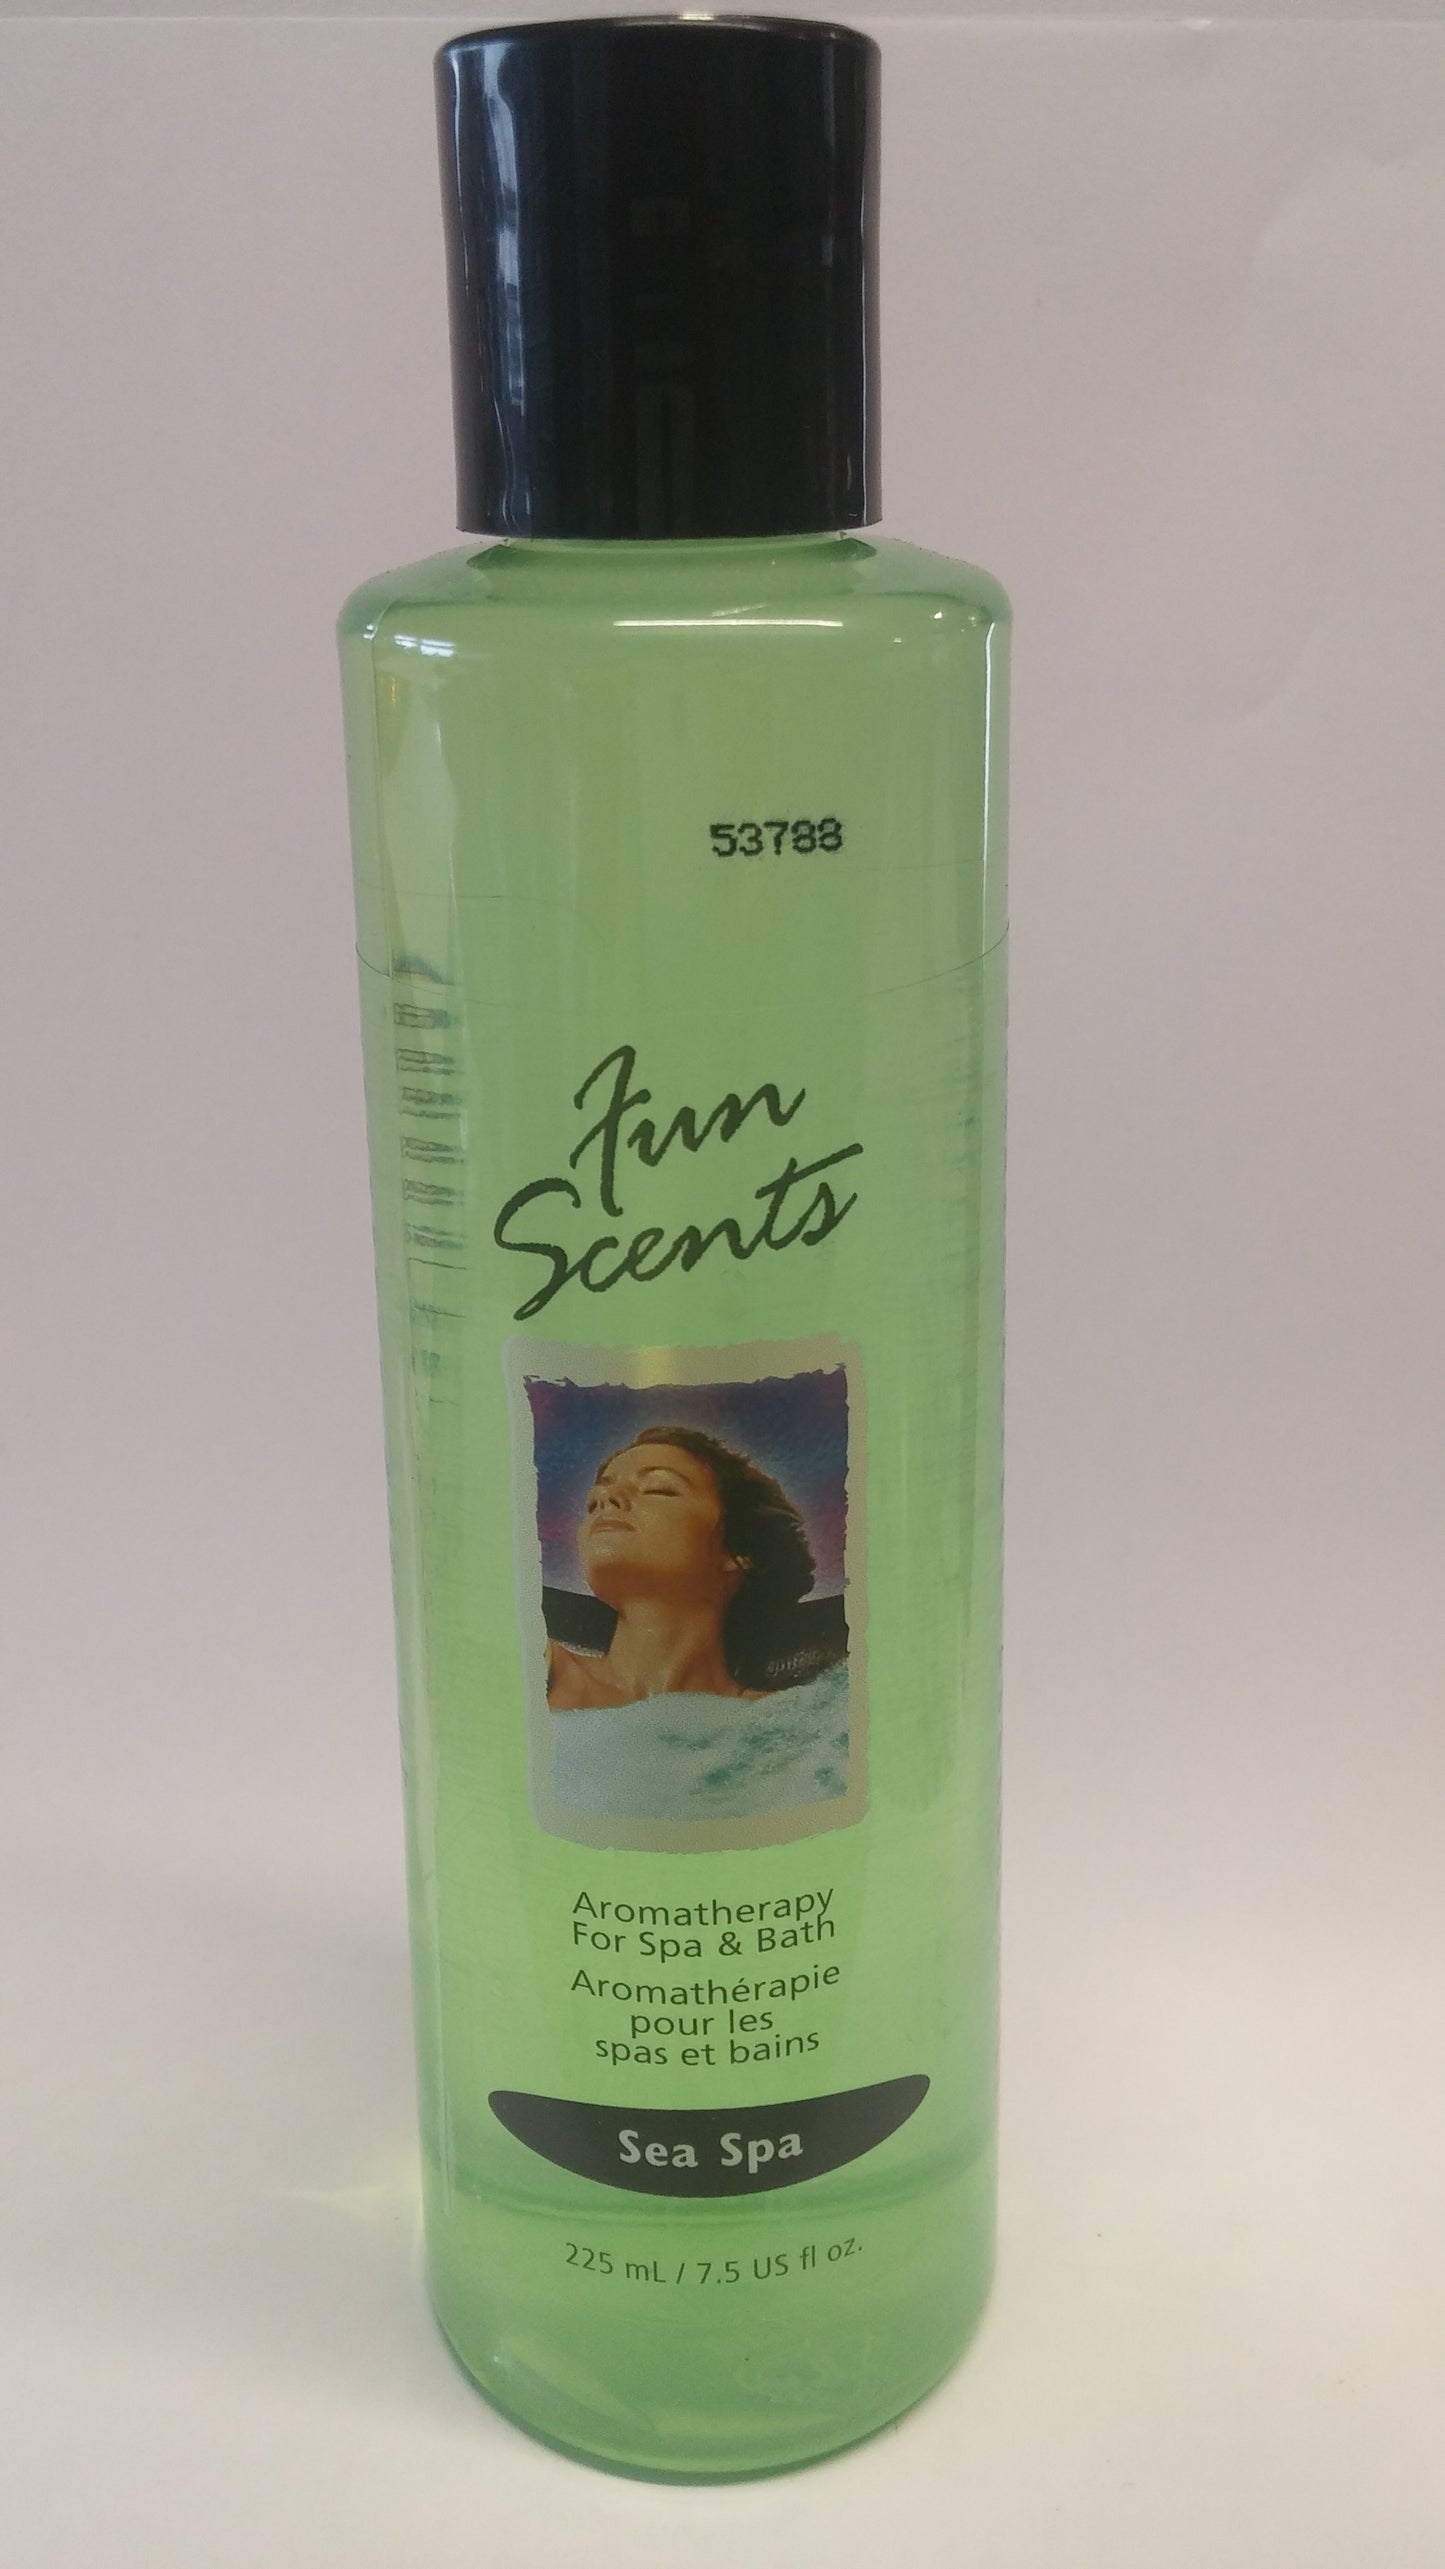 53788
Fun
Scents
Aromatherapy
For Spa & Bath
Aromathérapie
pour les
spas et bains
Sea Spa
225 mL / 7.5 US fl oz.